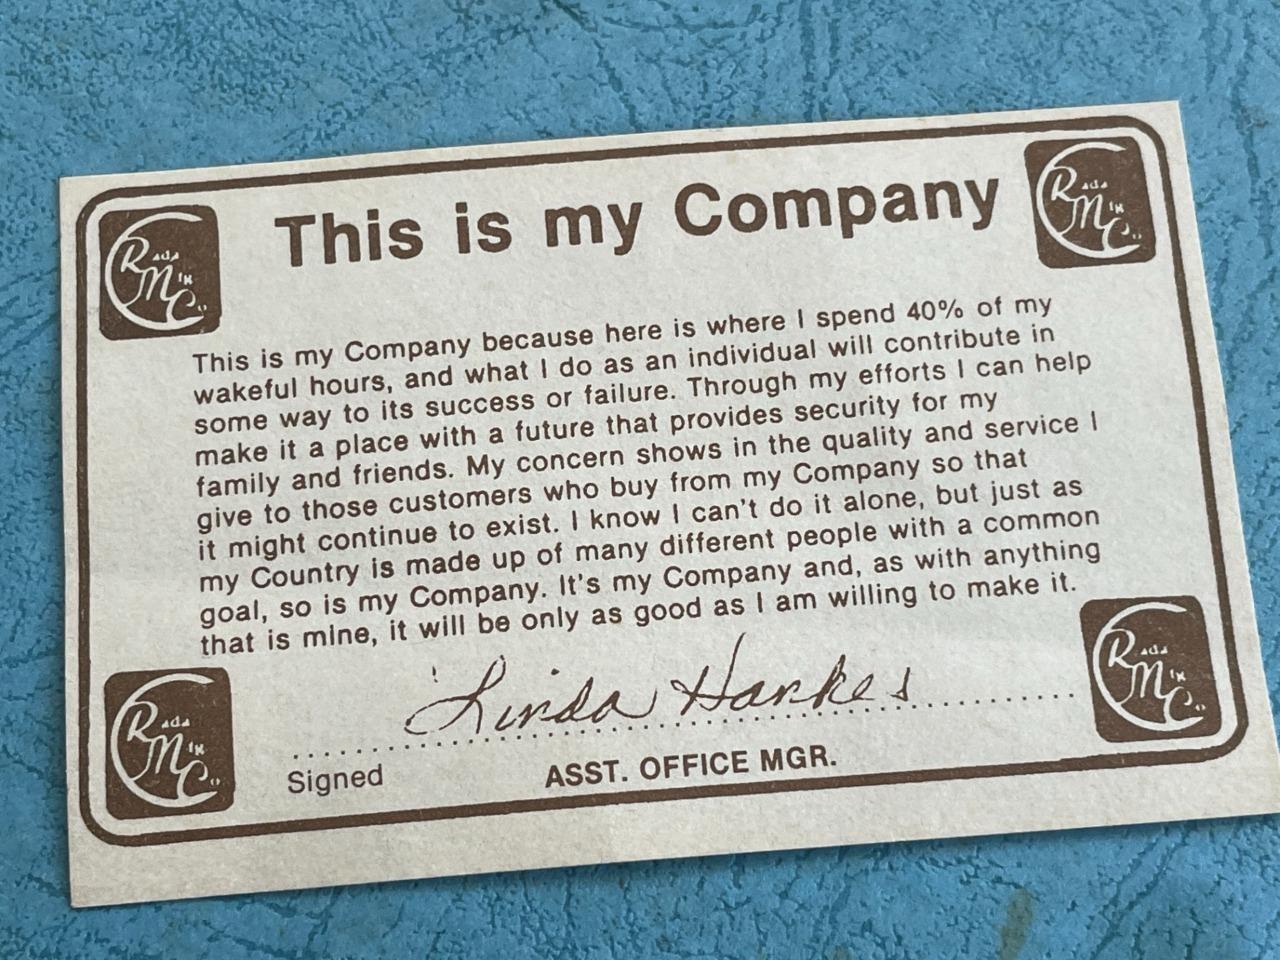 This is my Company
This is my Company because here is where I spend 40% of my
wakeful hours, and what I do as an individual will contribute in
some way to its success or failure. Through my efforts I can help
make it a place with a future that provides security for my
family and friends. My concern shows in the quality and service I
give to those customers who buy from my Company so that
it might continue to exist. I know I can't do it alone, but just as
my Country is made up of many different people with a common
goal, so is my Company. It's my Company and, as with anything
that is mine, it will be only as good as I am willing to make it.
Linda Hankes
Signed
ASST. OFFICE MGR.